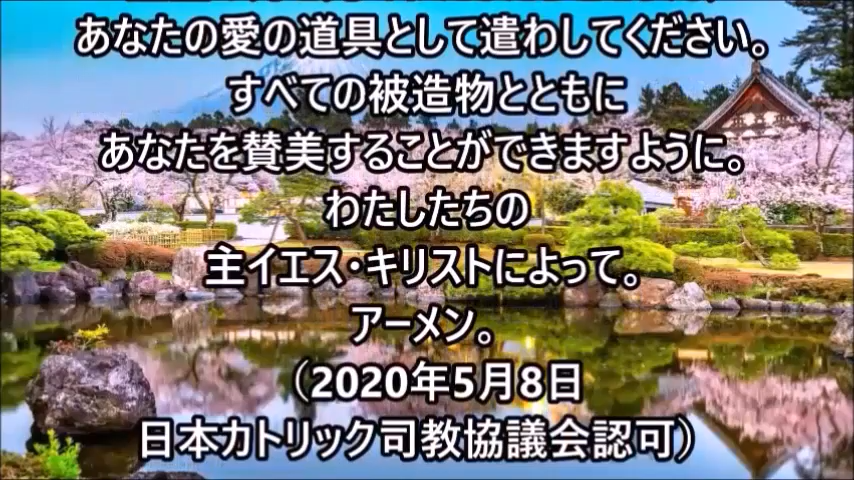 あなたの愛の道具として遣わしてください。
すべての被造物とともに
あなたを賛美することができますように。
わたしたちの
主イエス・キリストによって。
アーメン。
（2020年5月8日
日本カトリック司教協議会認可）